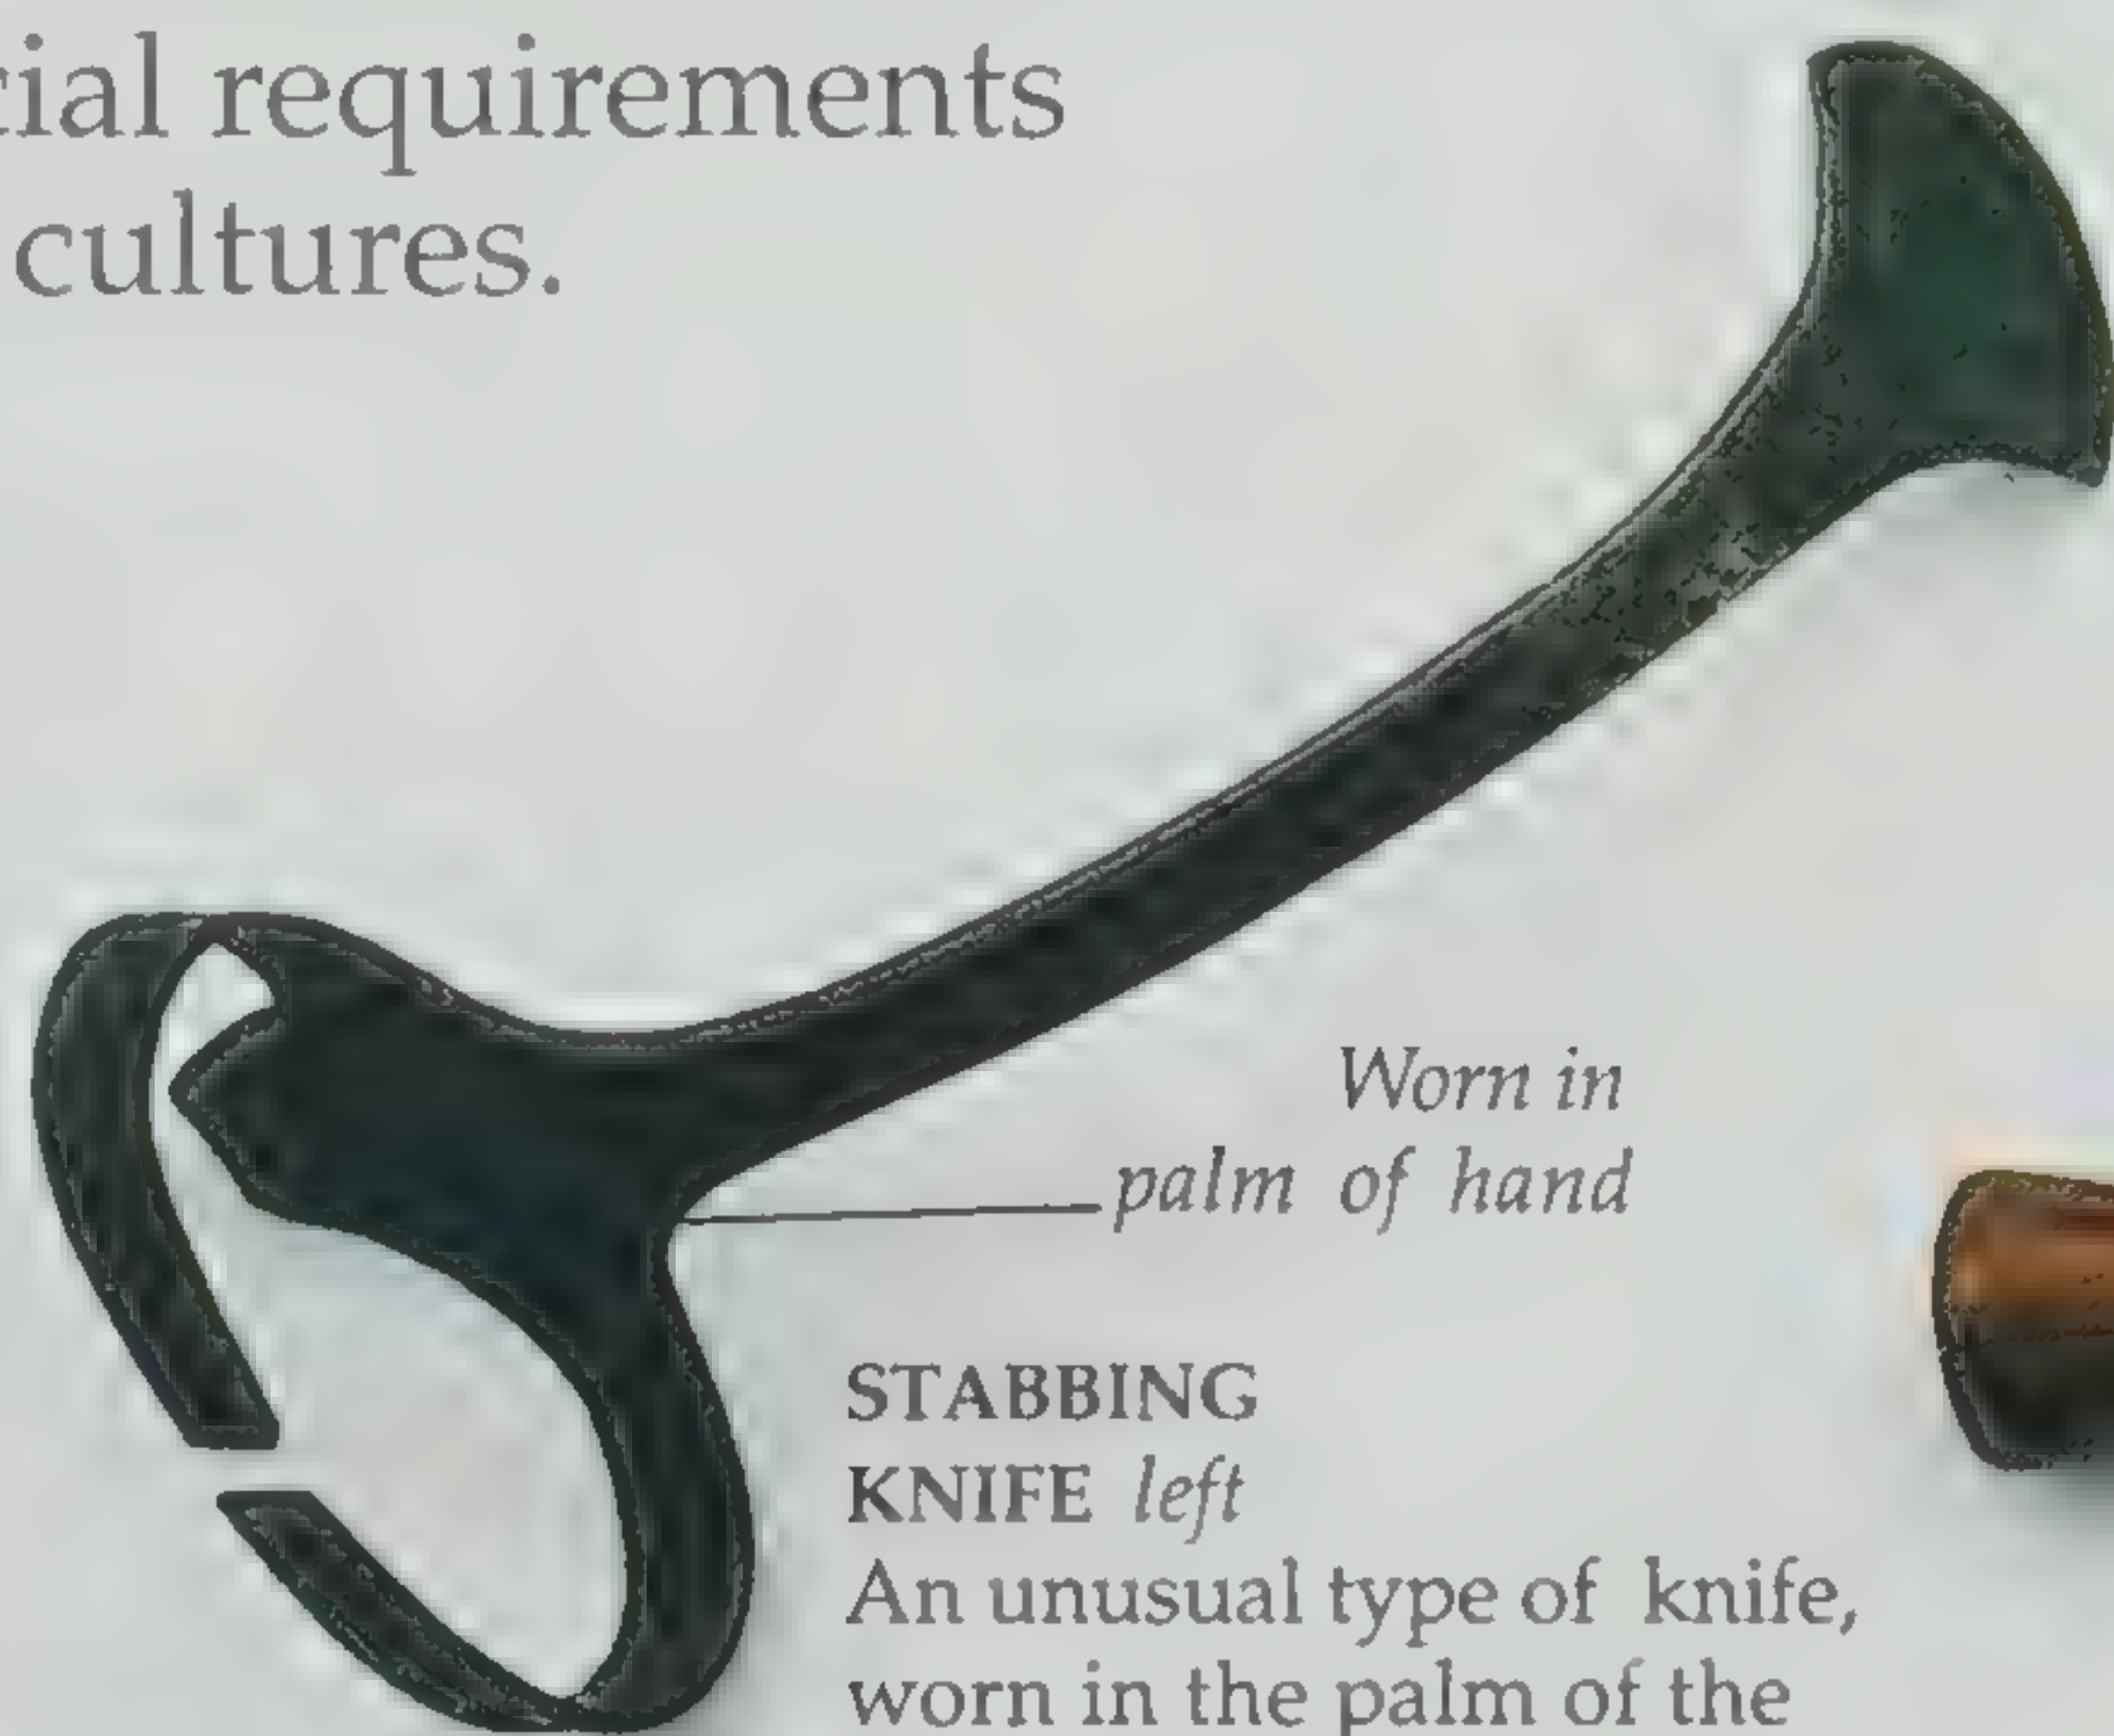 cial requirements
cultures.
Worn in
palm of hand
STABBING
KNIFE left
An unusual type of knife,
worn in the palm of the